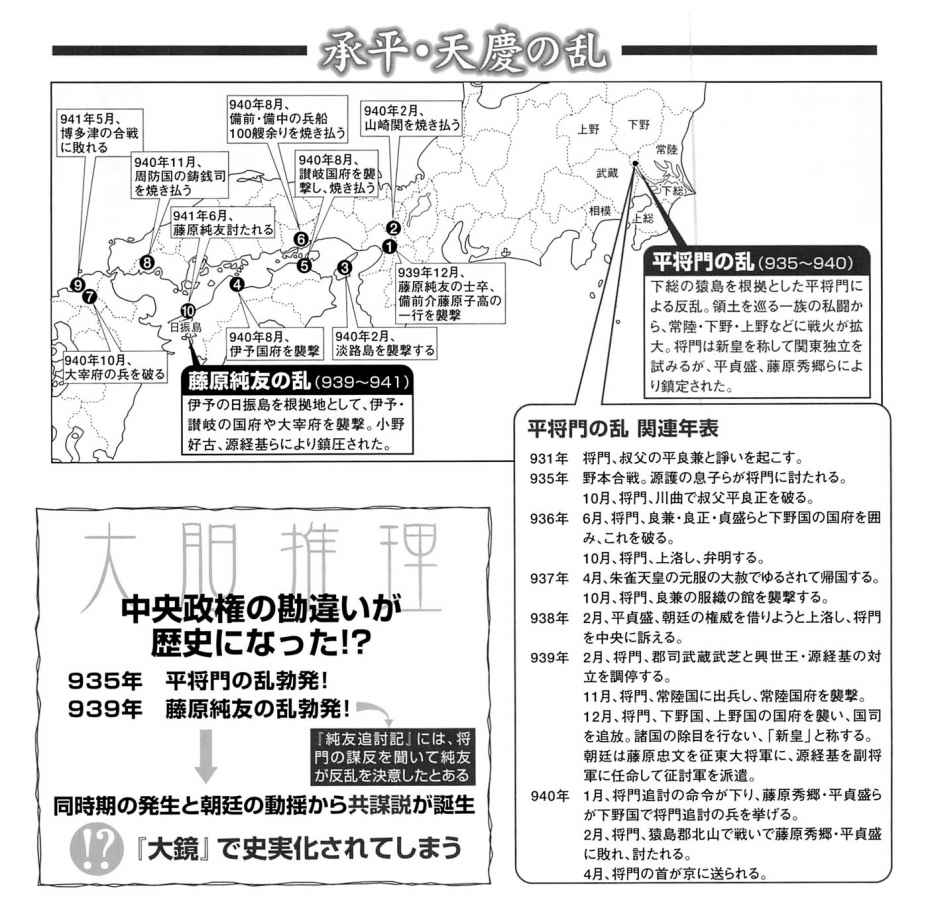 承平・天慶の乱
941年5月、
博多津の合戦
に敗れる
940年11月、
周防国の鋳銭司
を焼き払う
941年6月、
藤原純友討たれる
940年8月、
備前・備中の兵船
100艘余りを焼き払う
940年8月、
讃岐国府を襲
撃し、焼き払う
940年2月、
山崎関を焼き払う
上野
下野
常陸
武蔵
下総
相模
上総
❾
❼
❽
❿
日振島
❹
❻
❺
❸
❷
❶
939年12月、
藤原純友の士卒、
備前介藤原子高の
一行を襲撃
940年10月、
大宰府の兵を破る
940年8月、
伊予国府を襲撃
940年2月、
淡路島を襲撃する
藤原純友の乱(939〜941)
伊予の日振島を根拠地として、伊予・
讃岐の国府や大宰府を襲撃。小野
好古、源経基らにより鎮圧された。
平将門の乱(935〜940)
下総の猿島を根拠とした平将門に
よる反乱。領土を巡る一族の私闘か
ら、常陸・下野・上野などに戦火が拡
大。将門は新皇を称して関東独立を
試みるが、平貞盛、藤原秀郷らによ
り鎮定された。
平将門の乱 関連年表
931年 将門、叔父の平良兼と諍いを起こす。
935年 野本合戦。源護の息子らが将門に討たれる。
10月、将門、川曲で叔父平良正を破る。
936年 6月、将門、良兼・良正・貞盛らと下野国の国府を囲
み、これを破る。
10月、将門、上洛し、弁明する。
937年 4月、朱雀天皇の元服の大赦でゆるされて帰国する。
10月、将門、良兼の服織の館を襲撃する。
938年 2月、平貞盛、朝廷の権威を借りようと上洛し、将門
を中央に訴える。
939年 2月、将門、郡司武蔵武芝と興世王・源経基の対
立を調停する。
11月、将門、常陸国に出兵し、常陸国府を襲撃。
12月、将門、下野国、上野国の国府を襲い、国司
を追放。諸国の除目を行ない、「新皇」と称する。
朝廷は藤原忠文を征東大将軍に、源経基を副将
軍に任命して征討軍を派遣。
940年 1月、将門追討の命令が下り、藤原秀郷・平貞盛ら
が下野国で将門追討の兵を挙げる。
2月、将門、猿島郡北山で戦いで藤原秀郷・平貞盛
に敗れ、討たれる。
4月、将門の首が京に送られる。
大胆推理
中央政権の勘違いが
歴史になった!?
935年 平将門の乱勃発!
939年 藤原純友の乱勃発!
『純友追討記』には、将
門の謀反を聞いて純友
が反乱を決意したとある
同時期の発生と朝廷の動揺から共謀説が誕生
!? 『大鏡』で史実化されてしまう